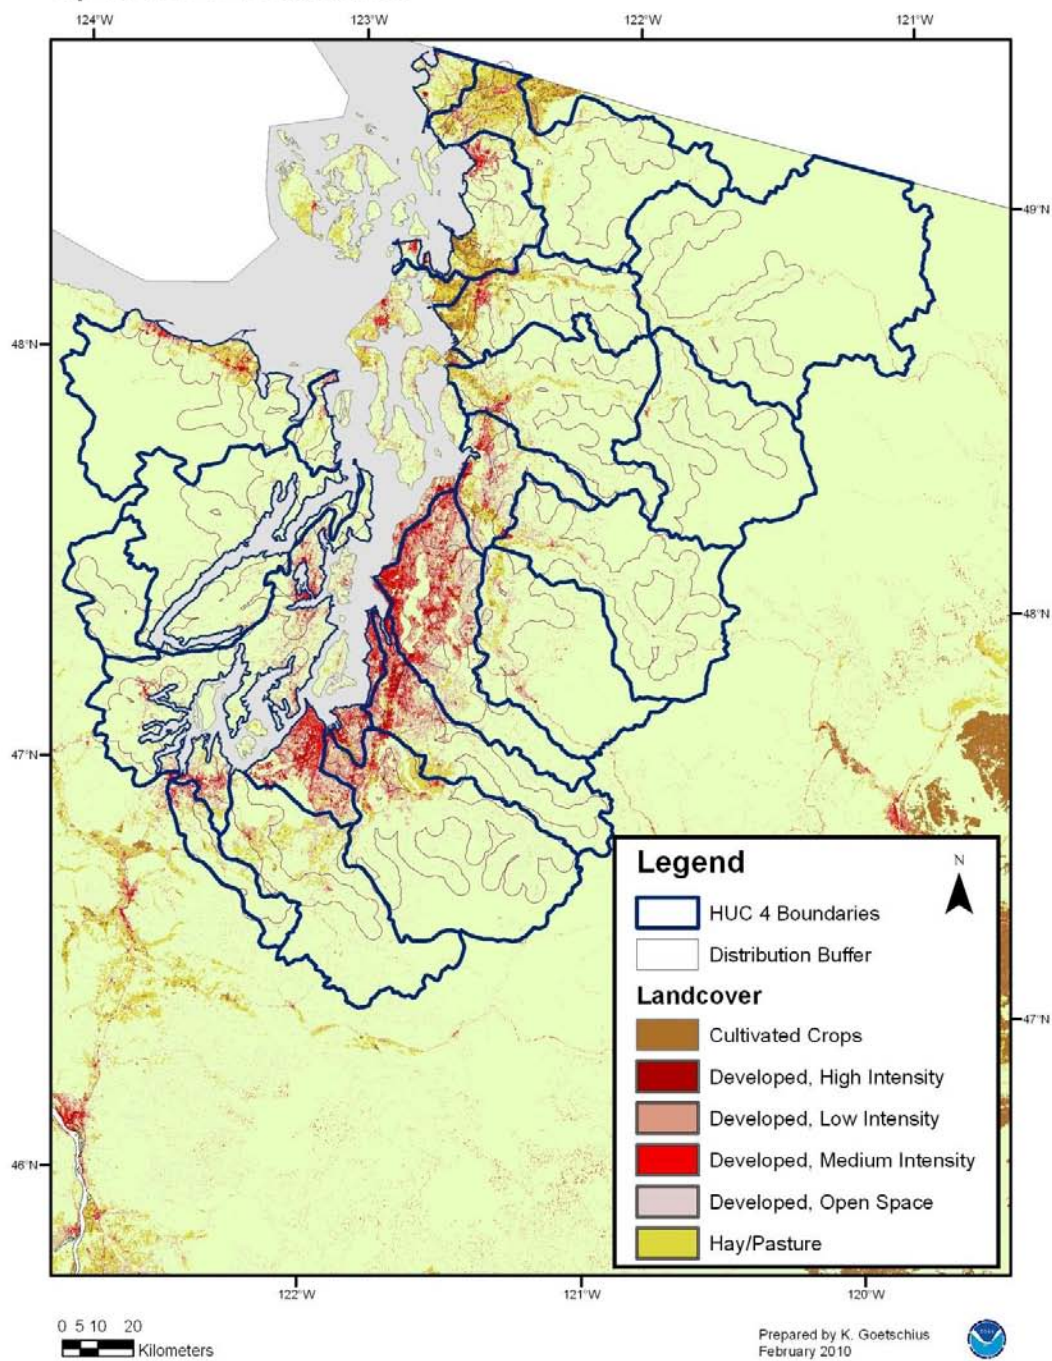 124°W 123°W 122°W 121°W
49°N
48°N
48°N
47°N
47°N
46°N
Legend
N
HUC 4 Boundaries
Distribution Buffer
Landcover
Cultivated Crops
Developed, High Intensity
Developed, Low Intensity
Developed, Medium Intensity
Developed, Open Space
Hay/Pasture
122°W 121°W 120°W
0 5 10 20
Kilometers
Prepared by K. Goetschius
February 2010